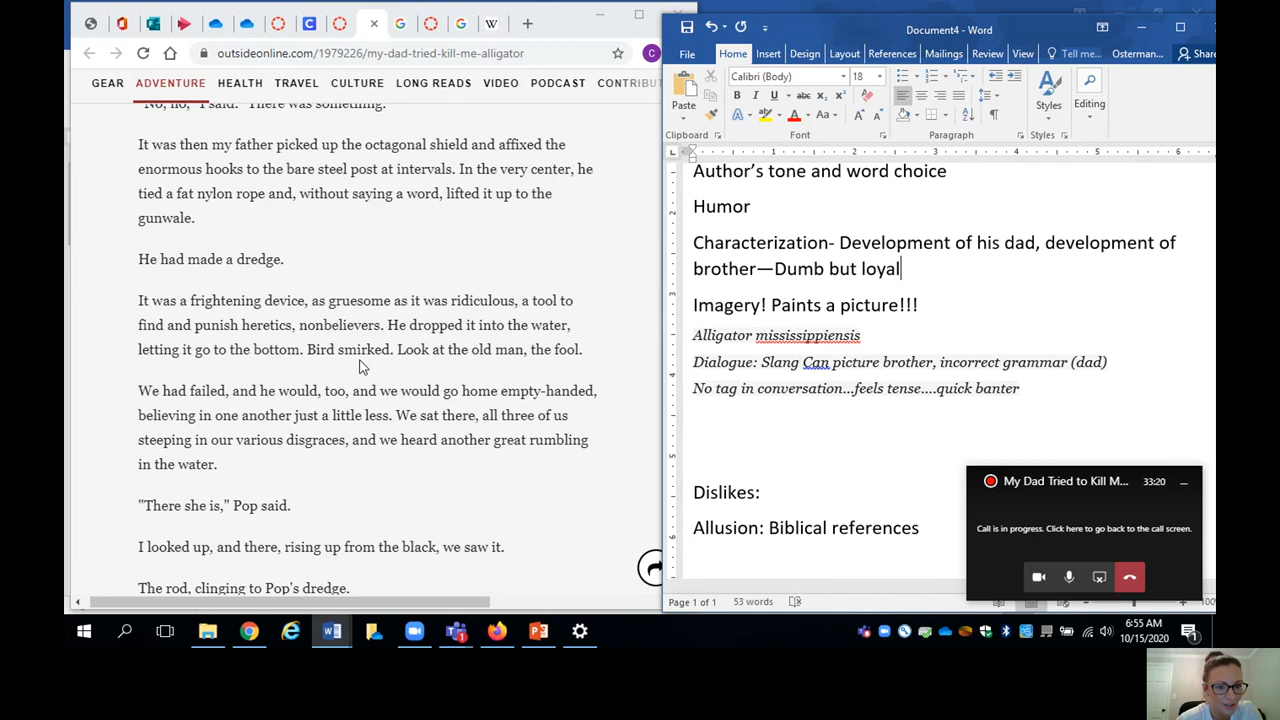 outsideonline.com/1979226/my-dad-tried-to-kill-me-alligator
GEAR ADVENTURE HEALTH TRAVEL CULTURE LONG READS VIDEO PODCAST CONTRIBUT
"No, no," I said. "There was something."
It was then my father picked up the octagonal shield and affixed the
enormous hooks to the bare steel post at intervals. In the very center, he
tied a fat nylon rope and, without saying a word, lifted it up to the
gunwale.
He had made a dredge.
It was a frightening device, as gruesome as it was ridiculous, a tool to
find and punish heretics, nonbelievers. He dropped it into the water,
letting it go to the bottom. Bird smirked. Look at the old man, the fool.
We had failed, and he would, too, and we would go home empty-handed,
believing in one another just a little less. We sat there, all three of us
steeping in our various disgraces, and we heard another great rumbling
in the water.
"There she is," Pop said.
I looked up, and there, rising up from the black, we saw it.
The rod, clinging to Pop's dredge.
Document4 - Word
File Home Insert Design Layout References Mailings Review View Tell me... Osterman... Share
Calibri (Body) 18
Paste
Styles
Editing
Clipboard Font Paragraph Styles
Author's tone and word choice
Humor
Characterization- Development of his dad, development of
brother—Dumb but loyal
Imagery! Paints a picture!!!
Alligator mississippiensis
Dialogue: Slang Can picture brother, incorrect grammar (dad)
No tag in conversation...feels tense....quick banter
Dislikes:
Allusion: Biblical references
My Dad Tried to Kill M... 33:20
Call is in progress. Click here to go back to the call screen.
Page 1 of 1 53 words
6:55 AM
10/15/2020